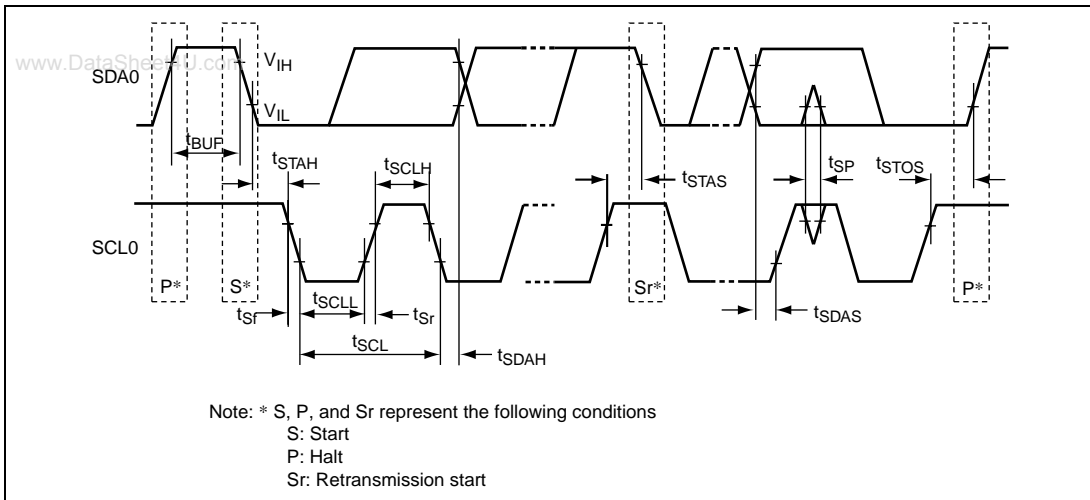 www.DataSheet4U.com
SDA0
VIH
VIL
tBUF
tSTAH
tSCLH
tSTAS
tSP
tSTOS
SCL0
P*
S*
Sr*
P*
tSf
tSCLL
tSr
tSDAS
tSCL
tSDAH
Note: * S, P, and Sr represent the following conditions
S: Start
P: Halt
Sr: Retransmission start